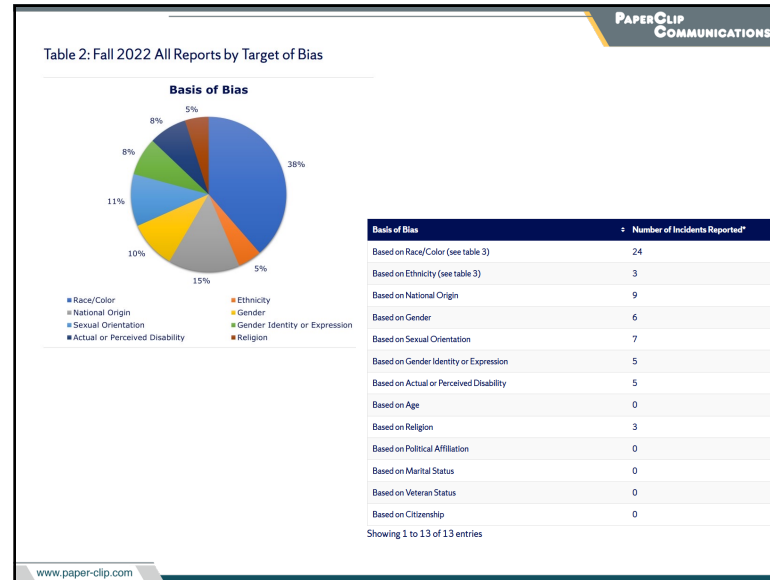 PAPERCLIP
COMMUNICATIONS
Table 2: Fall 2022 All Reports by Target of Bias
Basis of Bias
5%
8%
8%
38%
11%
10%
15%
5%
Race/Color
Ethnicity
National Origin
Gender
Sexual Orientation
Gender Identity or Expression
Actual or Perceived Disability
Religion
Basis of Bias Number of Incidents Reported*
Based on Race/Color (see table 3) 24
Based on Ethnicity (see table 3) 3
Based on National Origin 9
Based on Gender 6
Based on Sexual Orientation 7
Based on Gender Identity or Expression 5
Based on Actual or Perceived Disability 5
Based on Age 0
Based on Religion 3
Based on Political Affiliation 0
Based on Marital Status 0
Based on Veteran Status 0
Based on Citizenship 0
Showing 1 to 13 of 13 entries
www.paper-clip.com